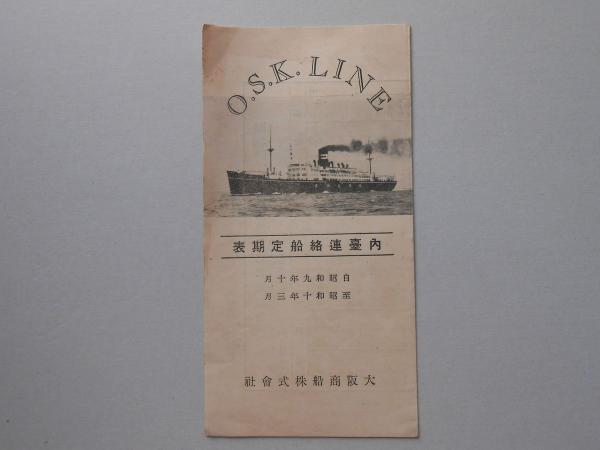 O.S.K. LINE
內臺連絡船定期表
自昭和九年十月
至昭和十年三月
大阪商船株式會社